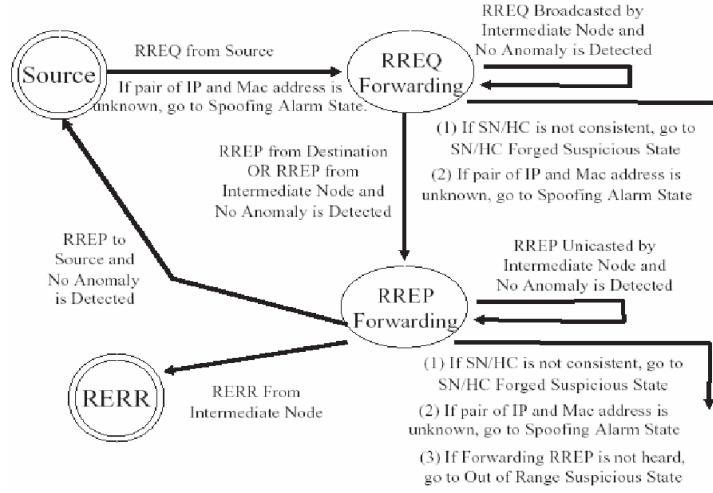 RREQ from Source
Source
If pair of IP and Mac address is
unknown, go to Spoofing Alarm State.
RREQ
Forwarding
RREQ Broadcasted by
Intermediate Node and
No Anomaly is Detected
(1) If SN/HC is not consistent, go to
SN/HC Forged Suspicious State
(2) If pair of IP and Mac address is
unknown, go to Spoofing Alarm State
RREP from Destination
OR RREP from
Intermediate Node and
No Anomaly is Detected
RREP to
Source and
No Anomaly
is Detected
RREP
Forwarding
RREP Unicasted by
Intermediate Node and
No Anomaly is Detected
(1) If SN/HC is not consistent, go to
SN/HC Forged Suspicious State
(2) If pair of IP and Mac address is
unknown, go to Spoofing Alarm State
(3) If Forwarding RREP is not heard,
go to Out of Range Suspicious State
RERR
RERR From
Intermediate Node